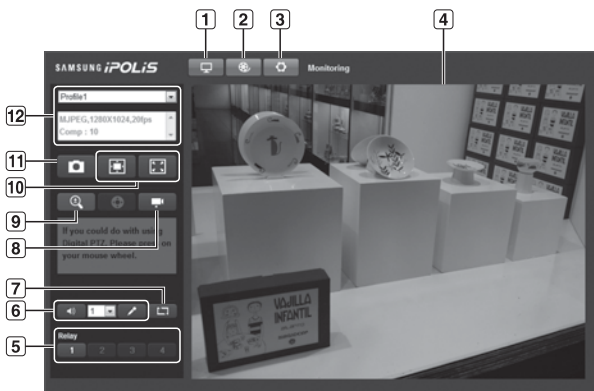 1
2
3
4
SAMSUNG iPOLiS
Monitoring
12
Profile1
MJPEG,1280X1024,20fps
Comp : 10
11
10
9
8
If you could do with using
Digital PTZ. Please press on
your mouse wheel.
7
6
1
5
Relay
1 2 3 4
VAJILLA
INFANTIL